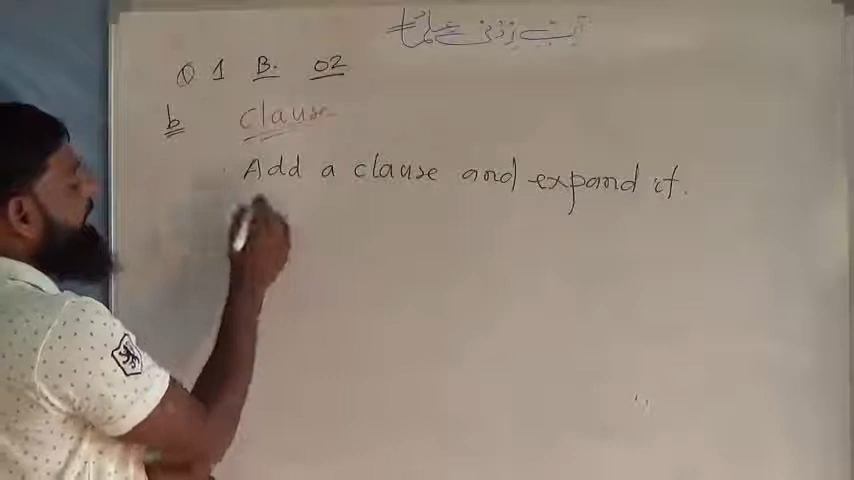 رَبِّ زِدْنِي عِلْمًا
Q 1 B. 02
b Clause
Add a clause and expand it.